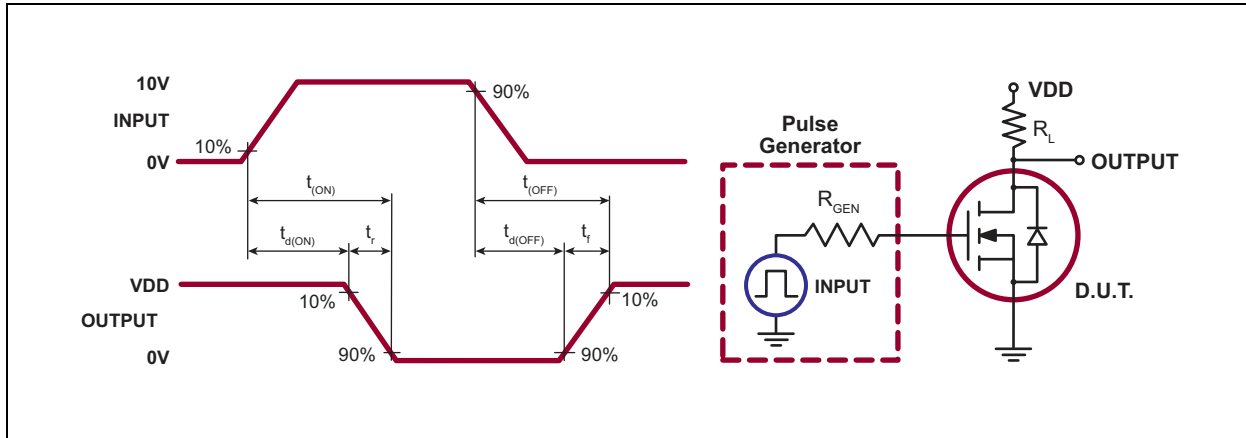 10V
INPUT
0V
10%
90%
t(ON)
t(OFF)
td(ON)
tr
td(OFF)
tf
VDD
OUTPUT
0V
10%
90%
90%
10%
Pulse
Generator
RGEN
INPUT
VDD
RL
OUTPUT
D.U.T.